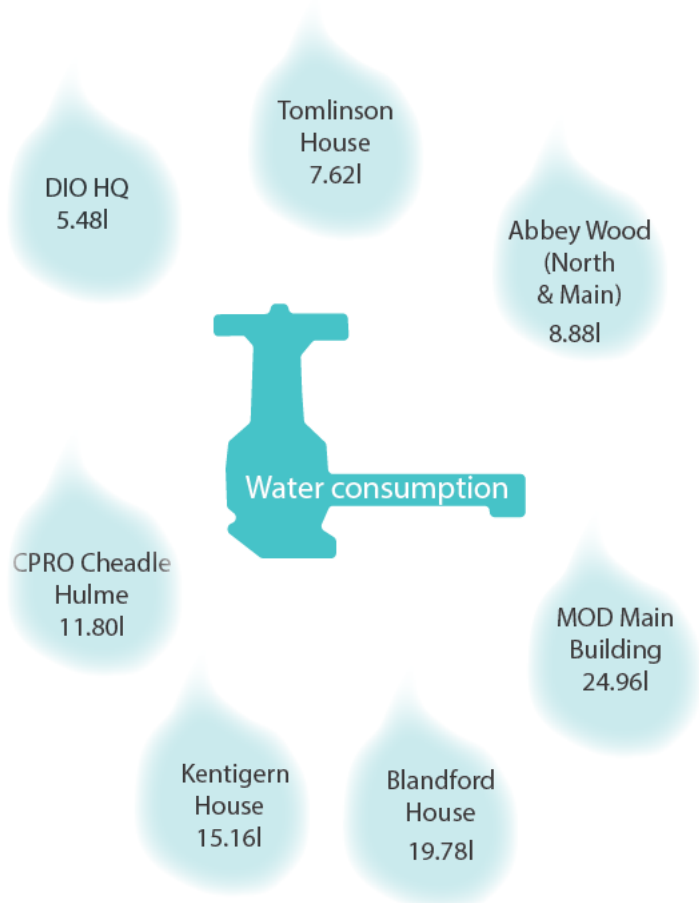 Tomlinson
House
7.62l
DIO HQ
5.48l
Abbey Wood
(North
& Main)
8.88l
Water consumption
CPRO Cheadle
Hulme
11.80l
MOD Main
Building
24.96l
Kentigern
House
15.16l
Blandford
House
19.78l